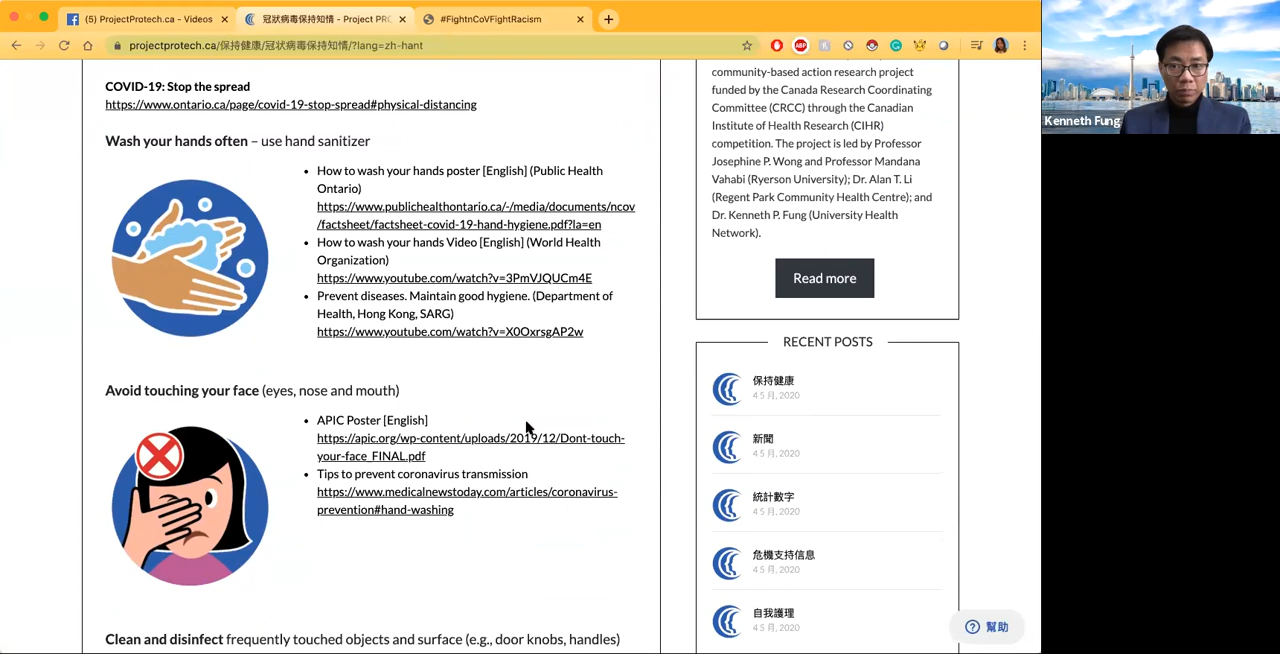 (5) ProjectProtech.ca - Videos
冠狀病毒保持知情 - Project PRO
#FightnCoVFightRacism
projectprotech.ca/保持健康/冠狀病毒保持知情/?lang=zh-hant
ABP
Kenneth Fung
COVID-19: Stop the spread
https://www.ontario.ca/page/covid-19-stop-spread#physical-distancing
Wash your hands often – use hand sanitizer
• How to wash your hands poster [English] (Public Health
Ontario)
https://www.publichealthontario.ca/-/media/documents/ncov
/factsheet/factsheet-covid-19-hand-hygiene.pdf?la=en
• How to wash your hands Video [English] (World Health
Organization)
https://www.youtube.com/watch?v=3PmVJQUCm4E
• Prevent diseases. Maintain good hygiene. (Department of
Health, Hong Kong, SARG)
https://www.youtube.com/watch?v=X0OxrsgAP2w
Avoid touching your face (eyes, nose and mouth)
• APIC Poster [English]
https://apic.org/wp-content/uploads/2019/12/Dont-touch-
your-face_FINAL.pdf
• Tips to prevent coronavirus transmission
https://www.medicalnewstoday.com/articles/coronavirus-
prevention#hand-washing
Clean and disinfect frequently touched objects and surface (e.g., door knobs, handles)
community-based action research project
funded by the Canada Research Coordinating
Committee (CRCC) through the Canadian
Institute of Health Research (CIHR)
competition. The project is led by Professor
Josephine P. Wong and Professor Mandana
Vahabi (Ryerson University); Dr. Alan T. Li
(Regent Park Community Health Centre); and
Dr. Kenneth P. Fung (University Health
Network).
Read more
RECENT POSTS
保持健康
4 5 月, 2020
新聞
4 5 月, 2020
統計數字
4 5 月, 2020
危機支持信息
4 5 月, 2020
自我護理
4 5 月, 2020
幫助